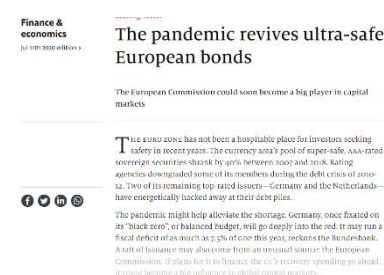 Finance &
economics
Jul 11th 2020 edition
The pandemic revives ultra-safe
European bonds
The European Commission could soon become a big player in capital
markets
THE EURO ZONE has not been a hospitable place for investors seeking
safety in recent years. The currency area's pool of super-safe, AAA-rated
sovereign securities shrank by 40% between 2007 and 2018. Rating
agencies downgraded some of its members during the debt crisis of 2010-
12. Two of its remaining top-rated issuers—Germany and the Netherlands—
have energetically hacked away at their debt piles.
The pandemic might help alleviate the shortage. Germany, once fixated on
its "black zero", or balanced budget, will go deeply into the red. It may run a
fiscal deficit of as much as 7.5% of GDP this year, reckons the Bundesbank.
A raft of issuance may also come from an unusual source: the European
Commission. If plans for it to finance the EU's recovery spending go ahead,
it could become a big influence in global capital markets.